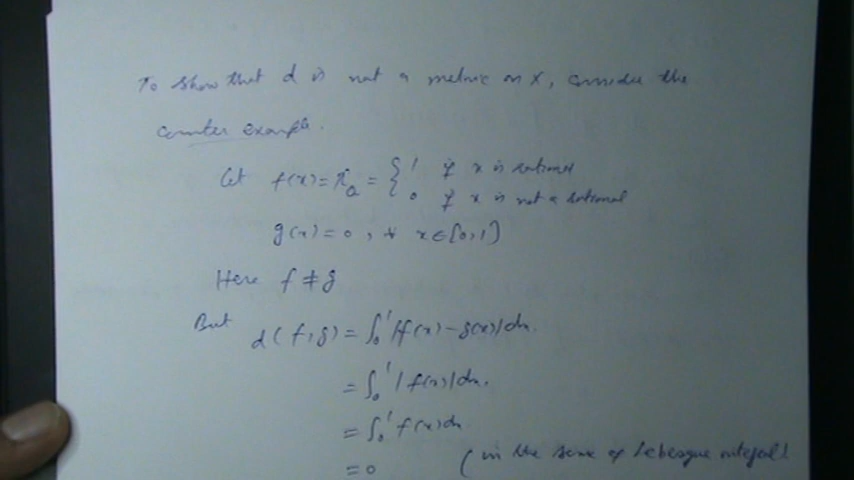 To show that d is not a metric on X, consider the
counter example.
Let f(x) = χ_Q = { 1 if x is rational
0 if x is not a rational
g(x) = 0, ∀ x ∈ [0,1]
Here f ≠ g
But d(f,g) = ∫₀¹ |f(x) - g(x)| dx.
= ∫₀¹ |f(x)| dx.
= ∫₀¹ f(x) dx
= 0 (in the sense of Lebesgue integral)